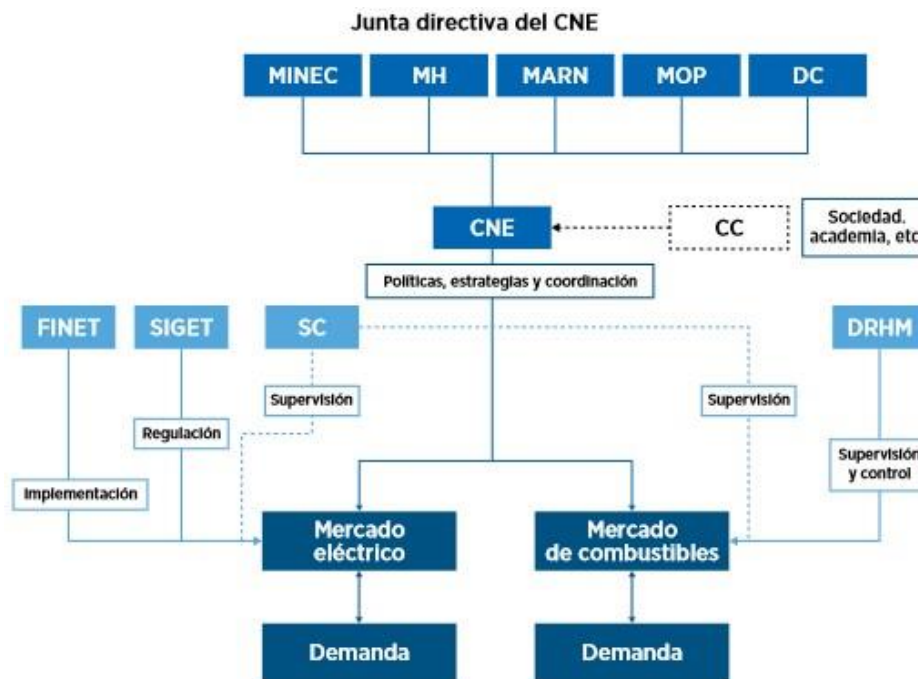 Junta directiva del CNE
MINEC
MH
MARN
MOP
DC
CNE
CC
Sociedad.
academia, etc
Políticas, estrategias y coordinación
FINET
SIGET
SC
DRHM
Supervisión
Supervisión
Regulación
Supervisión
y control
Implementación
Mercado
eléctrico
Mercado
de combustibles
Demanda
Demanda